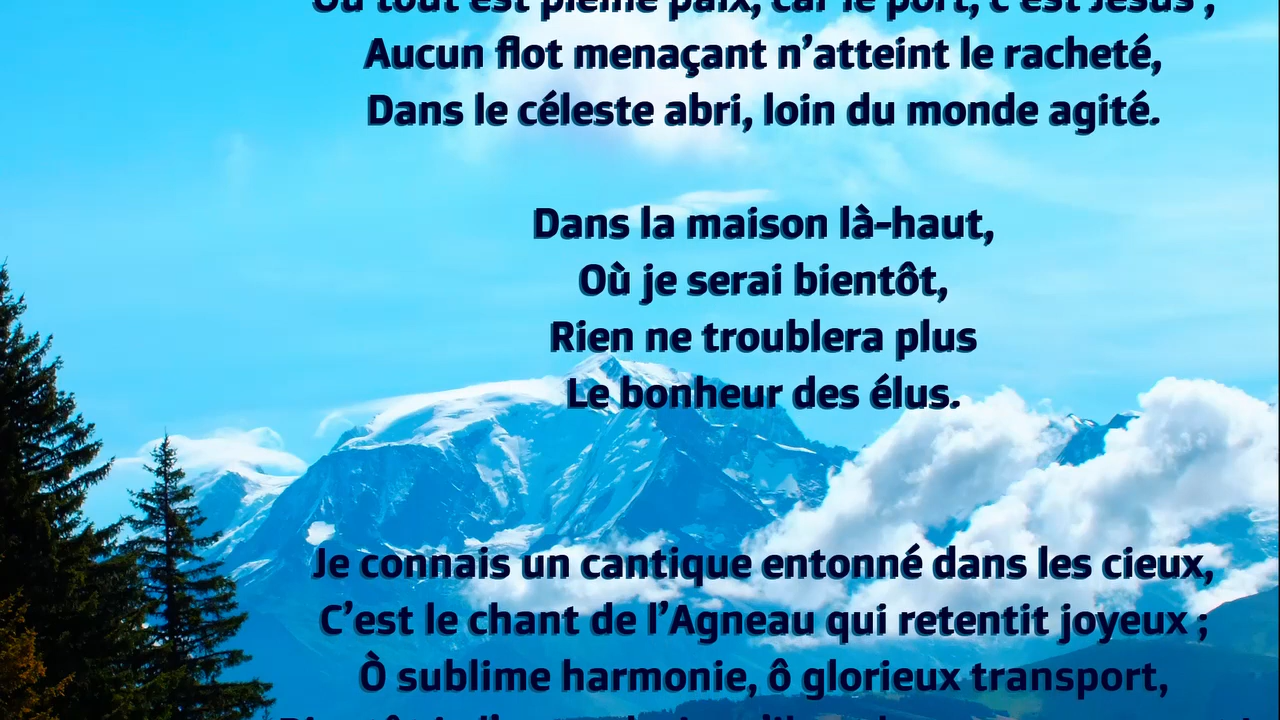 Où tout est pleine paix, car le port, c'est Jésus ;
Aucun flot menaçant n’atteint le racheté,
Dans le céleste abri, loin du monde agité.
Dans la maison là-haut,
Où je serai bientôt,
Rien ne troublera plus
Le bonheur des élus.
Je connais un cantique entonné dans les cieux,
C’est le chant de l’Agneau qui retentit joyeux ;
Ò sublime harmonie, ô glorieux transport,